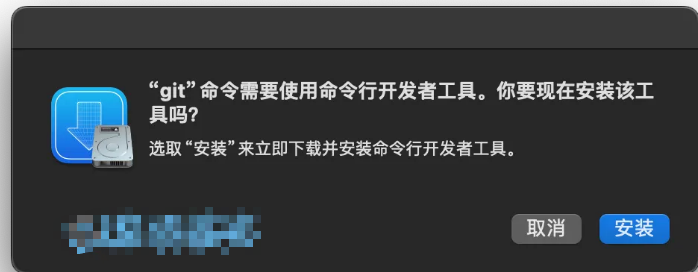 “git”命令需要使用命令行开发者工具。你要现在安装该工
具吗？
选取“安装”来立即下载并安装命令行开发者工具。
取消
安装